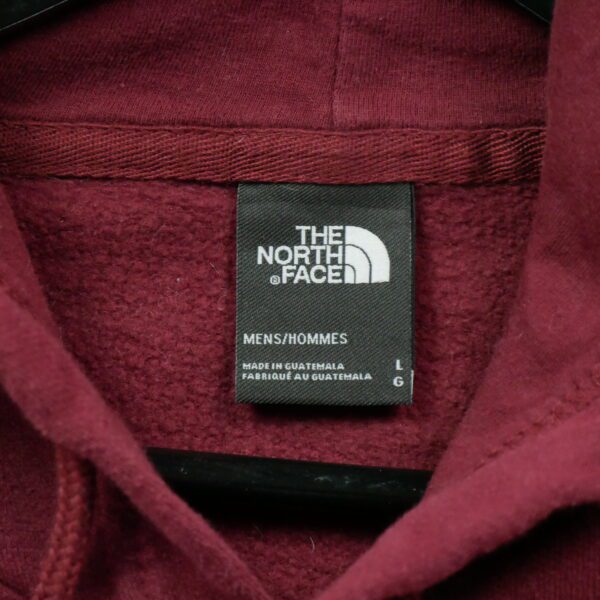 THE
NORTH
FACE®
MENS/HOMMES
MADE IN GUATEMALA L
FABRIQUÉ AU GUATEMALA G